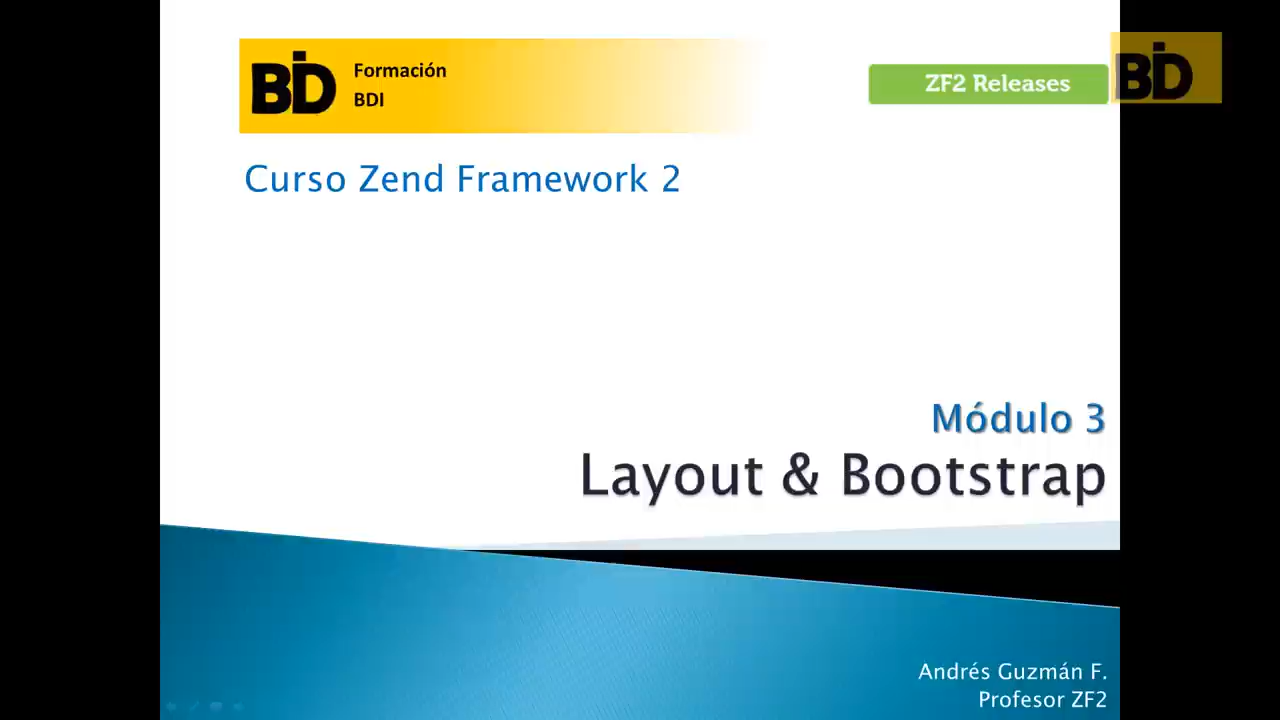 BID
Formación
BDI
ZF2 Releases
BID
Curso Zend Framework 2
Módulo 3
Layout & Bootstrap
Andrés Guzmán F.
Profesor ZF2